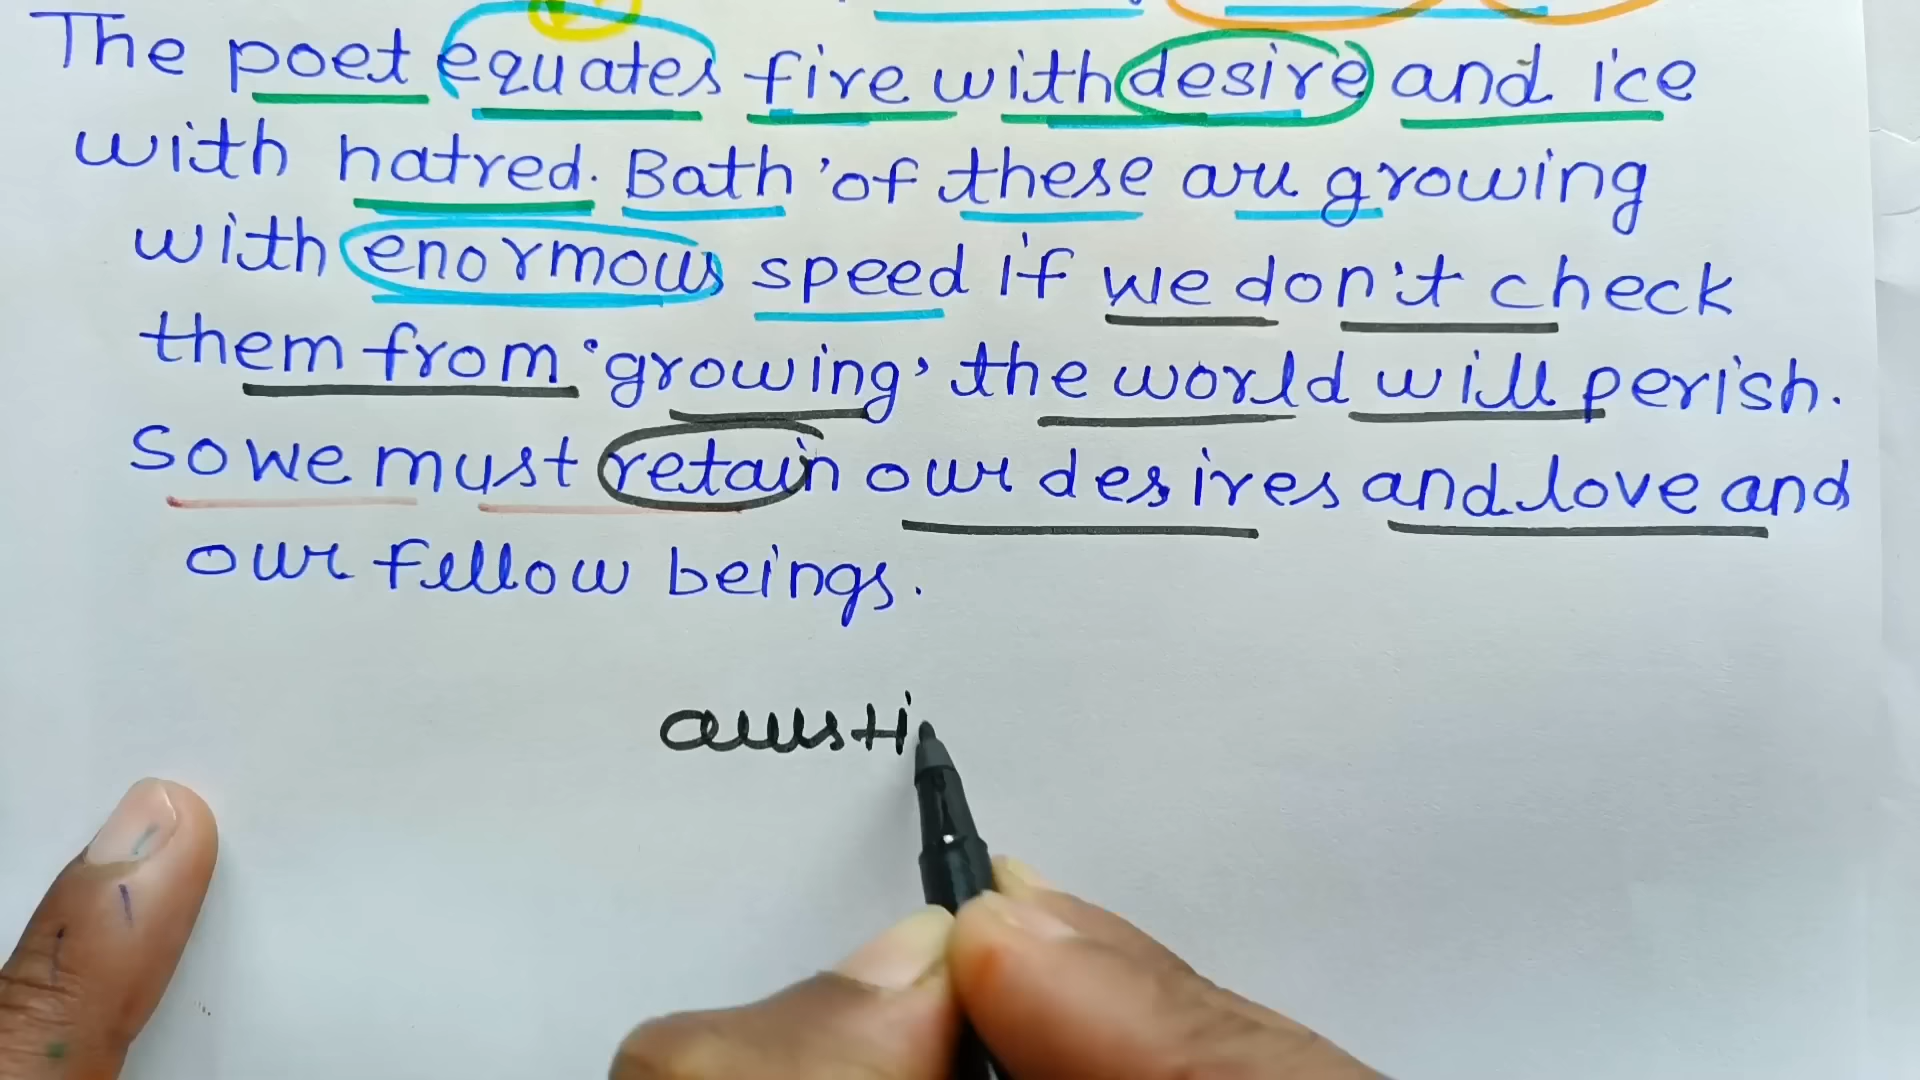 The poet equates fire with desire and ice
with hatred. Bath 'of these are growing
with enormous speed if we don't check
them from 'growing' the world will perish.
So we must retain our desires and love and
our fellow beings.